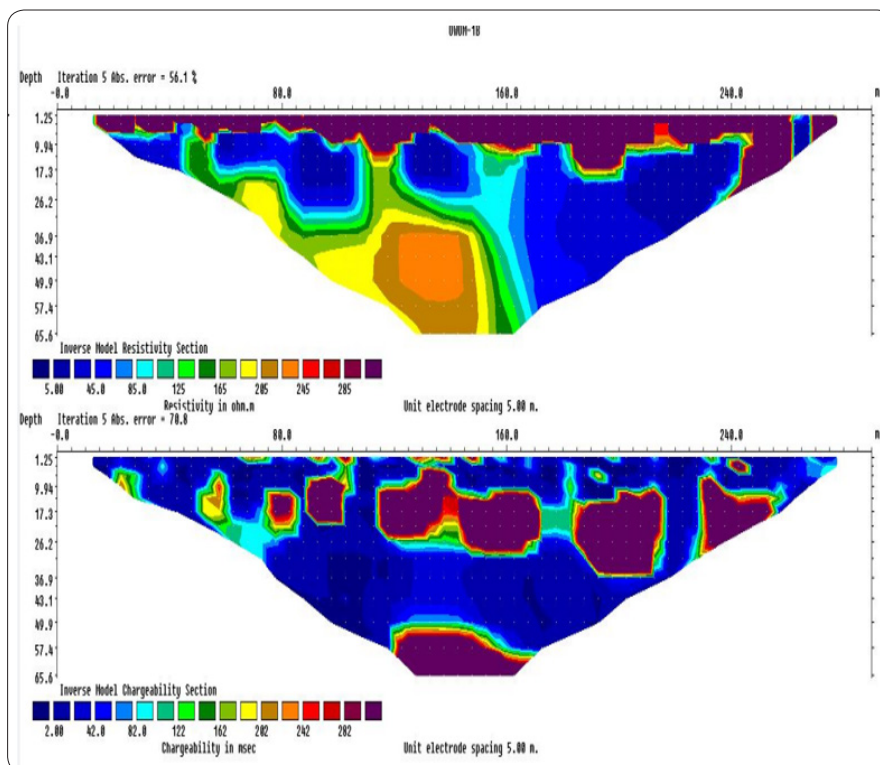 UWUM-1B
Depth Iteration 5 Abs. error = 56.1 %
-0.0 80.0 160.0 240.0 m
1.25
9.94
17.3
26.2
36.9
43.1
49.9
57.4
65.6
Inverse Model Resistivity Section
5.00 45.0 85.0 125 165 205 245 285
Resistivity in ohm.m Unit electrode spacing 5.00 m.
Depth Iteration 5 Abs. error = 70.8
-0.0 80.0 160.0 240.0 m
1.25
9.94
17.3
26.2
36.9
43.1
49.9
57.4
65.6
Inverse Model Chargeability Section
2.00 42.0 82.0 122 162 202 242 282
Chargeability in msec Unit electrode spacing 5.00 m.